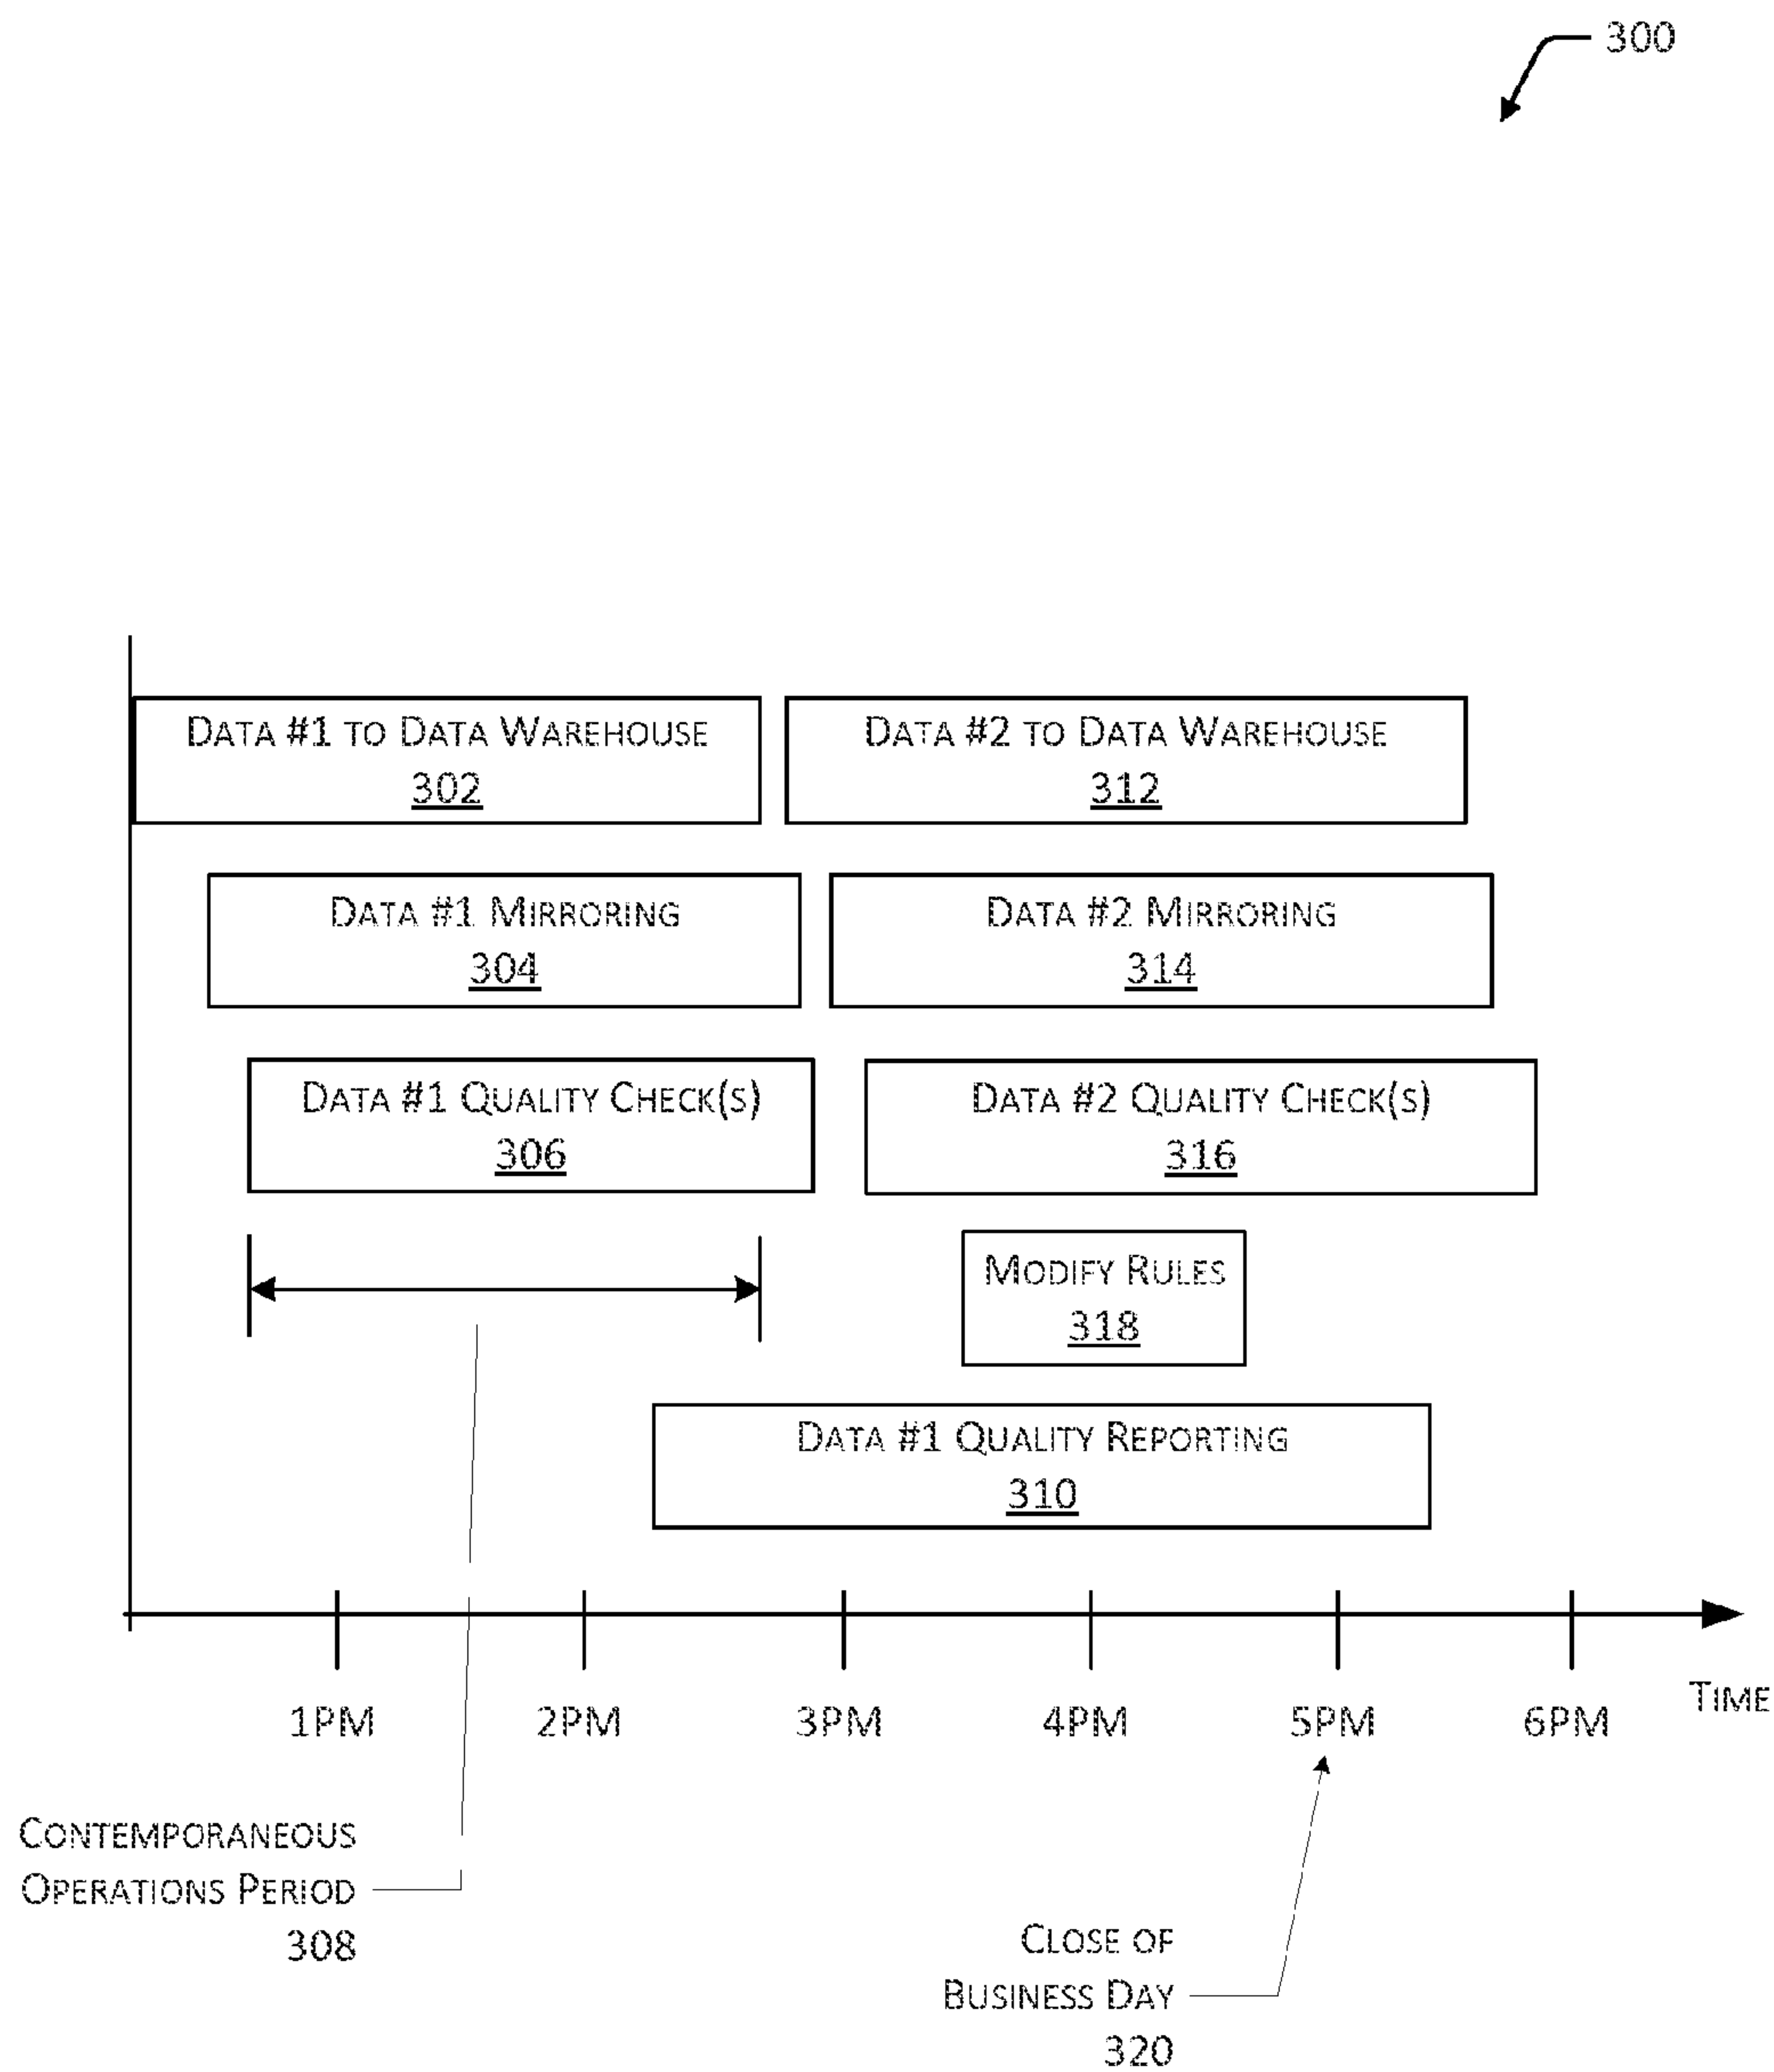 300
DATA #1 TO DATA WAREHOUSE
302
DATA #2 TO DATA WAREHOUSE
312
DATA #1 MIRRORING
304
DATA #2 MIRRORING
314
DATA #1 QUALITY CHECK(S)
306
DATA #2 QUALITY CHECK(S)
316
MODIFY RULES
318
DATA #1 QUALITY REPORTING
310
1PM
2PM
3PM
4PM
5PM
6PM
TIME
CONTEMPORANEOUS
OPERATIONS PERIOD
308
CLOSE OF
BUSINESS DAY
320